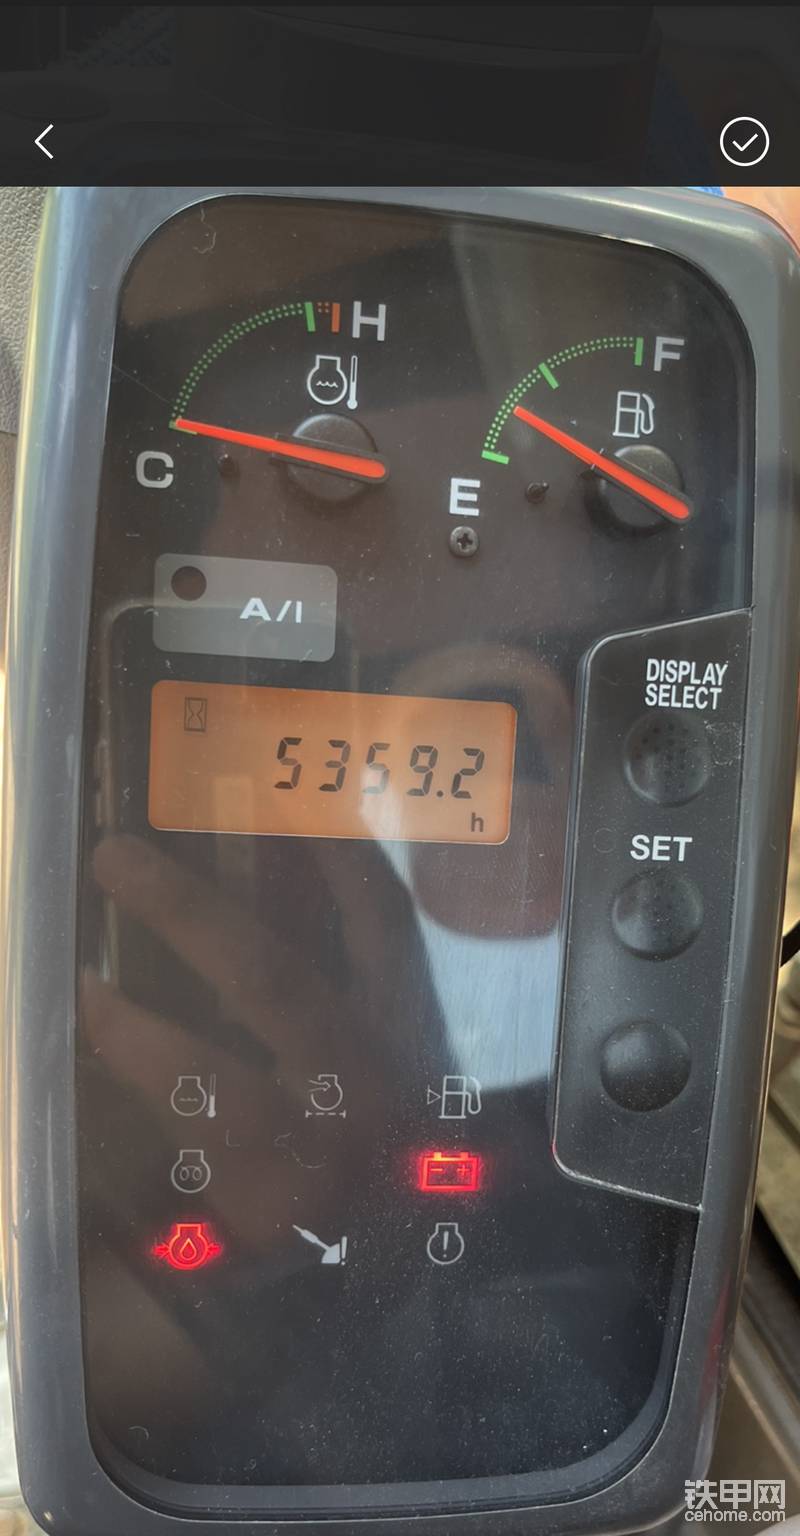 H
F
C
E
A/I
DISPLAY
SELECT
5359.2
h
SET
铁甲网
cehome.com